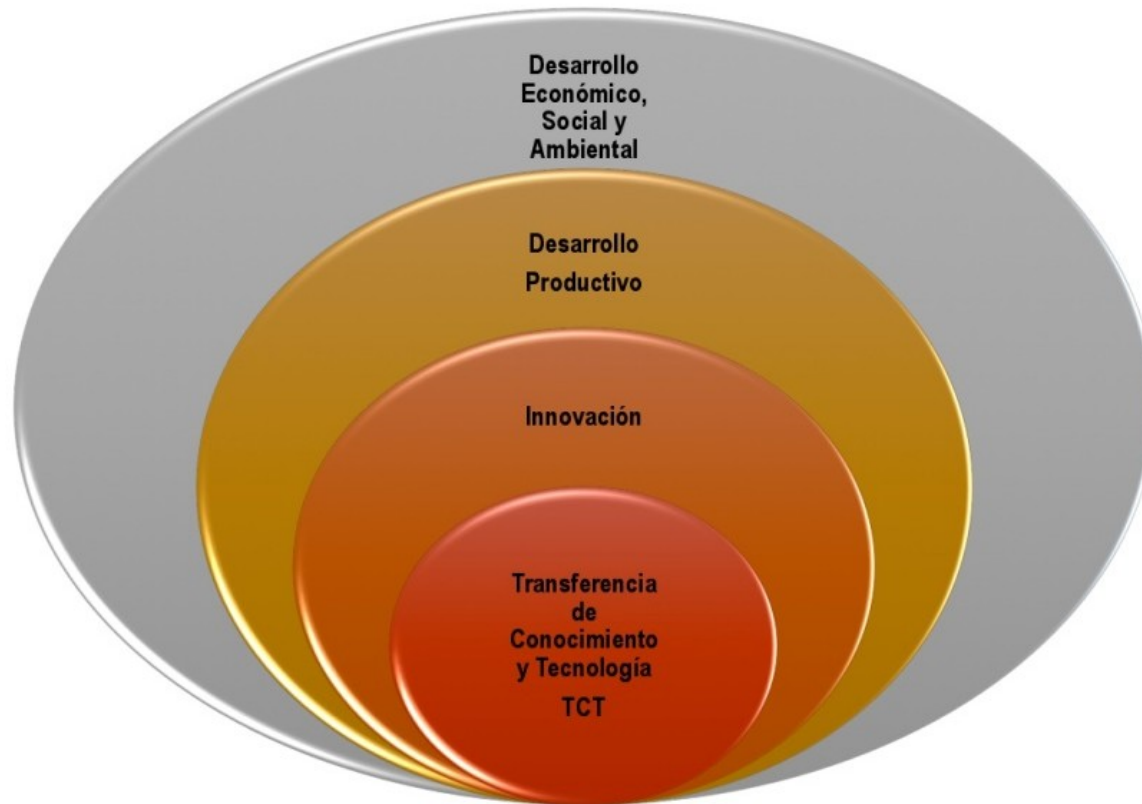 Desarrollo
Económico,
Social y
Ambiental
Desarrollo
Productivo
Innovación
Transferencia
de
Conocimiento
y Tecnología
TCT